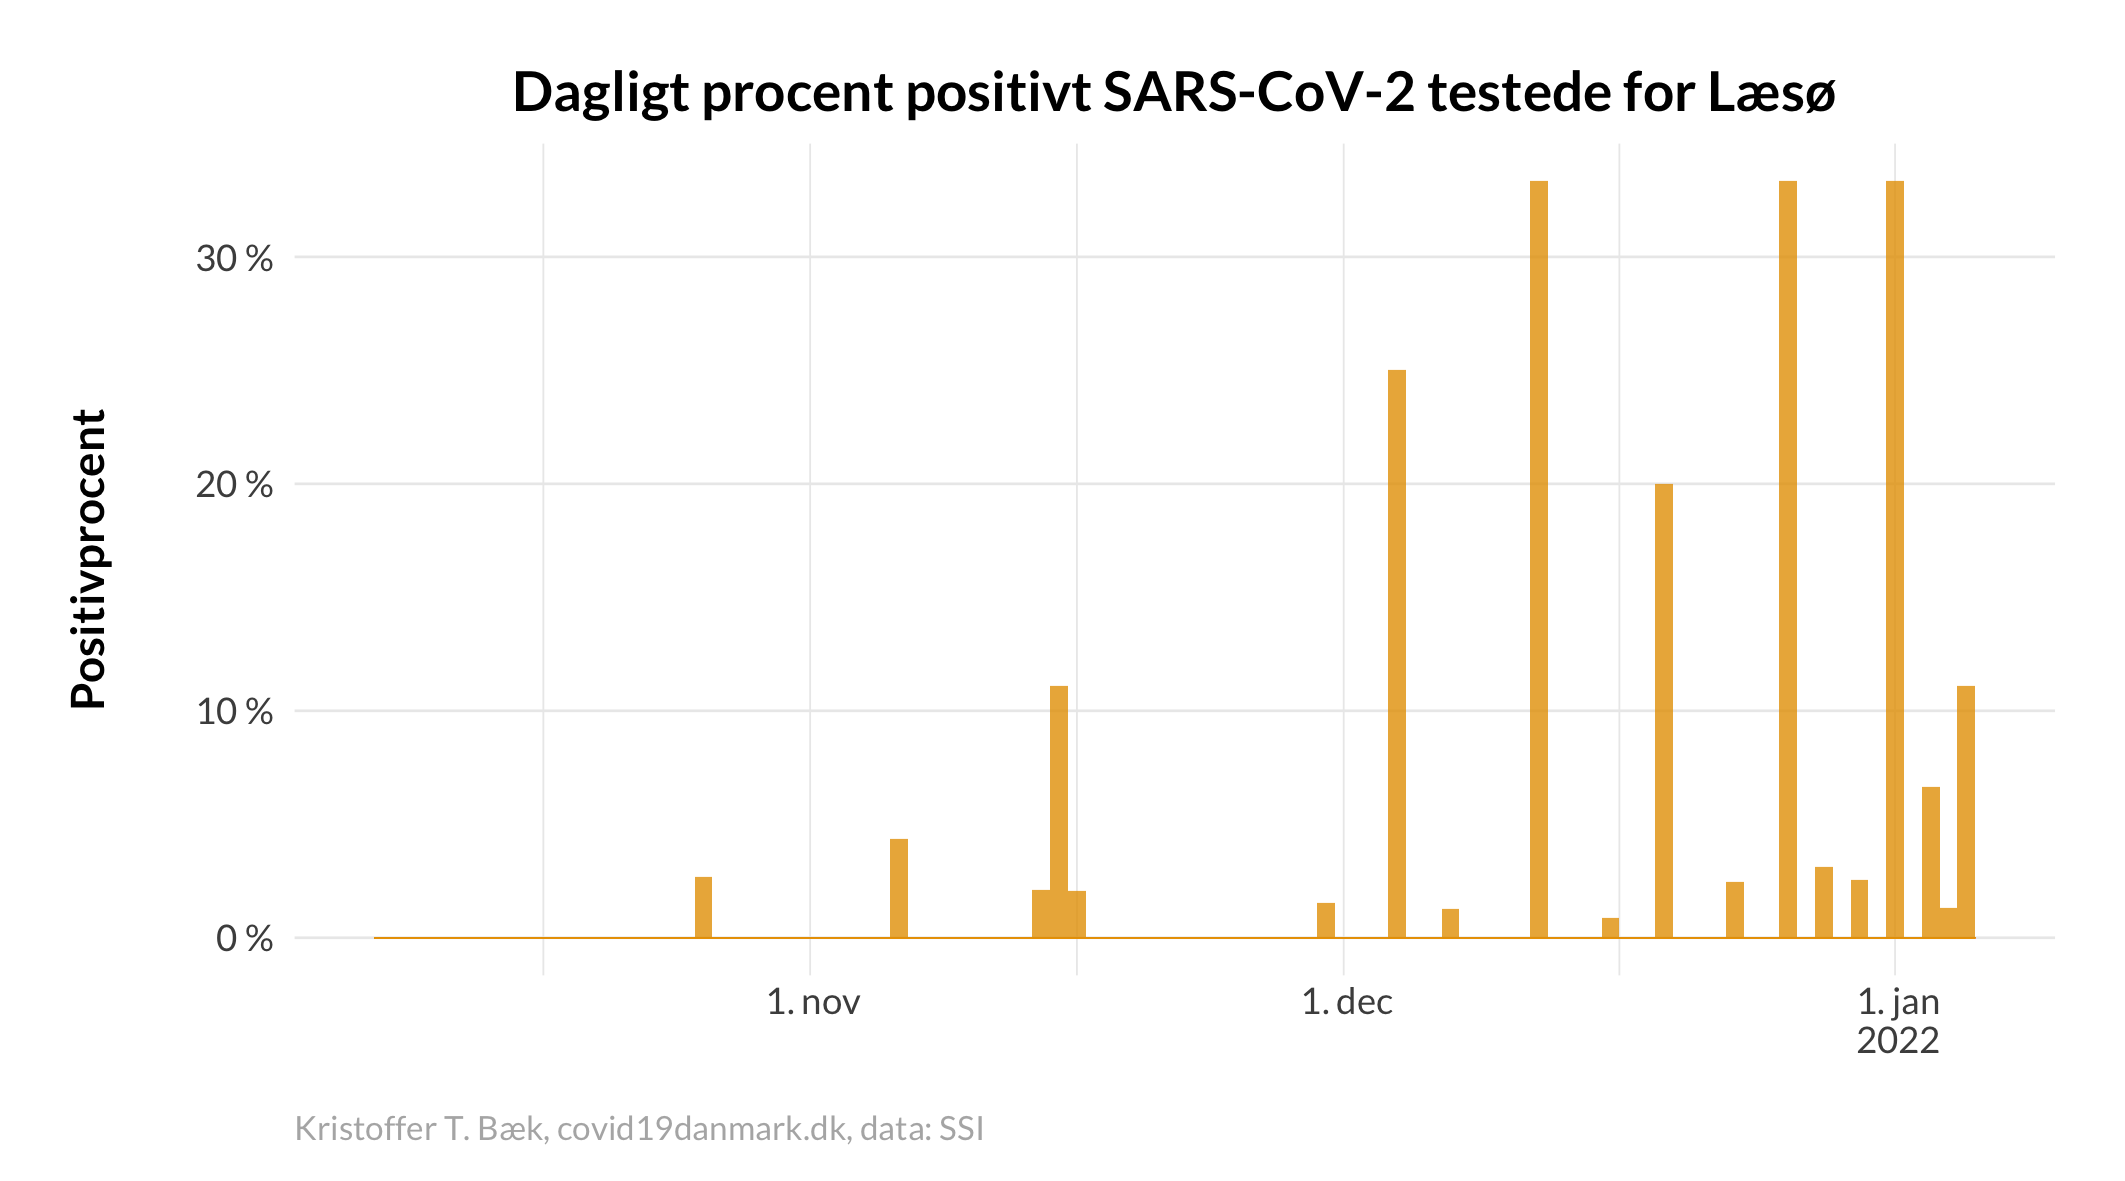 Dagligt procent positivt SARS-CoV-2 testede for Læsø
Positivprocent
30 %
20 %
10 %
0 %
1. nov
1. dec
1. jan
2022
Kristoffer T. Bæk, covid19danmark.dk, data: SSI